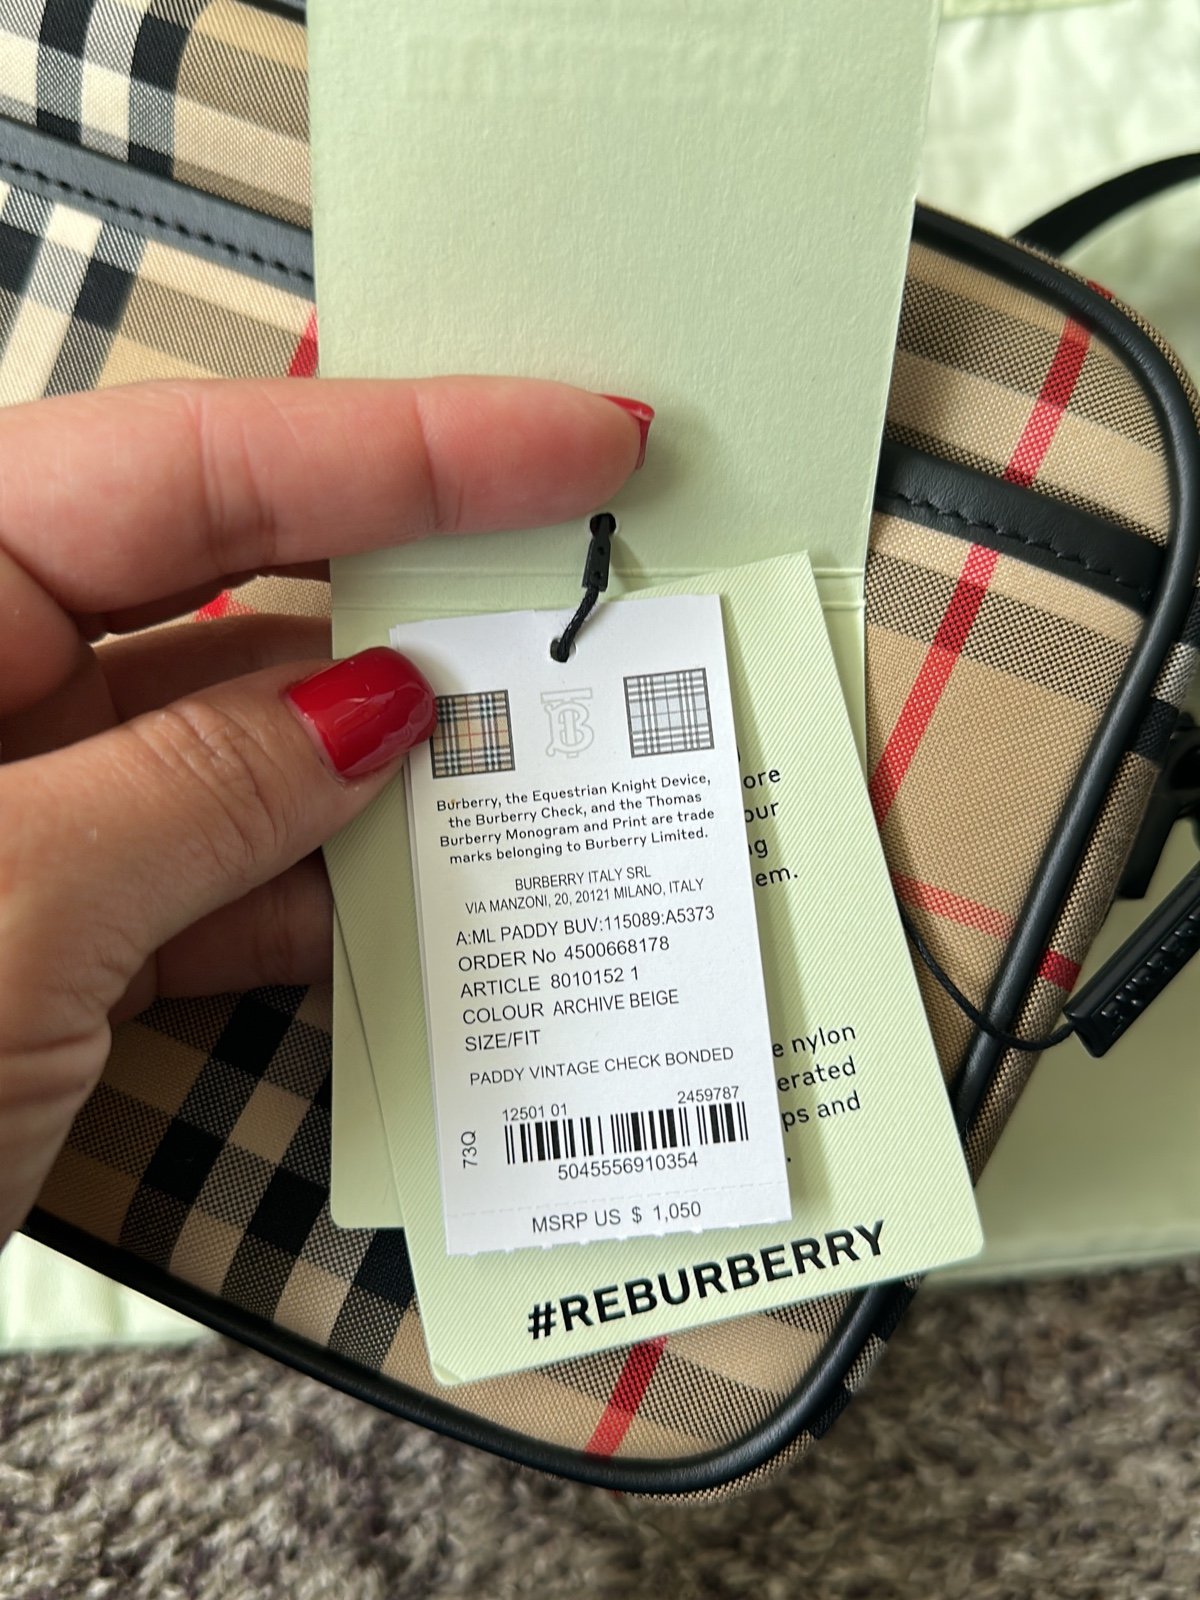 Burberry, the Equestrian Knight Device,
the Burberry Check, and the Thomas
Burberry Monogram and Print are trade
marks belonging to Burberry Limited.
BURBERRY ITALY SRL
VIA MANZONI, 20, 20121 MILANO, ITALY
A:ML PADDY BUV:115089:A5373
ORDER No 4500668178
ARTICLE 8010152 1
COLOUR ARCHIVE BEIGE
SIZE/FIT
PADDY VINTAGE CHECK BONDED
12501 01 2459787
73Q
5045556910354
MSRP US $ 1,050
ore
our
em.
e nylon
erated
ps and
.
#REBURBERRY